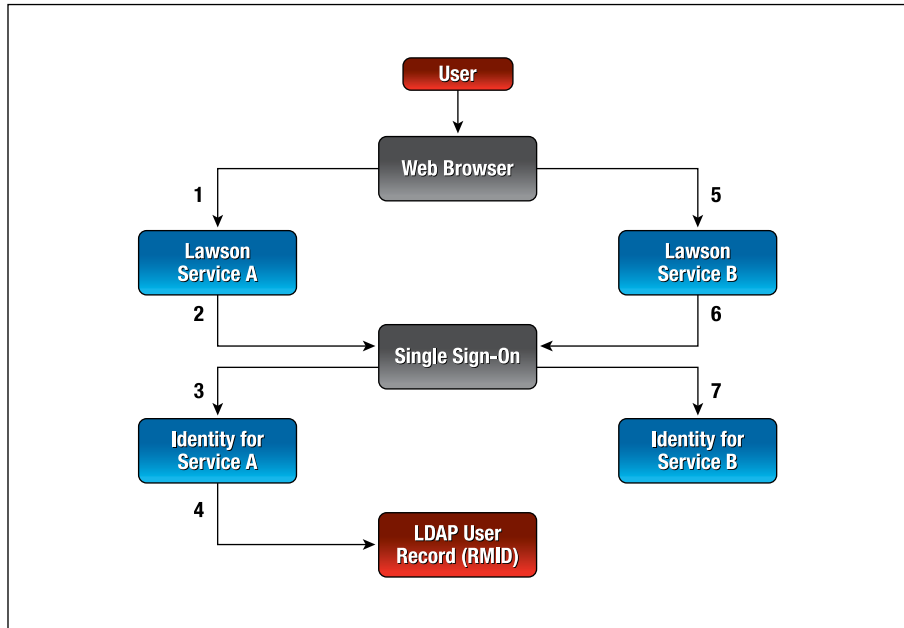 User
Web Browser
1
5
Lawson
Service A
Lawson
Service B
2
6
Single Sign-On
3
7
Identity for
Service A
Identity for
Service B
4
LDAP User
Record (RMID)